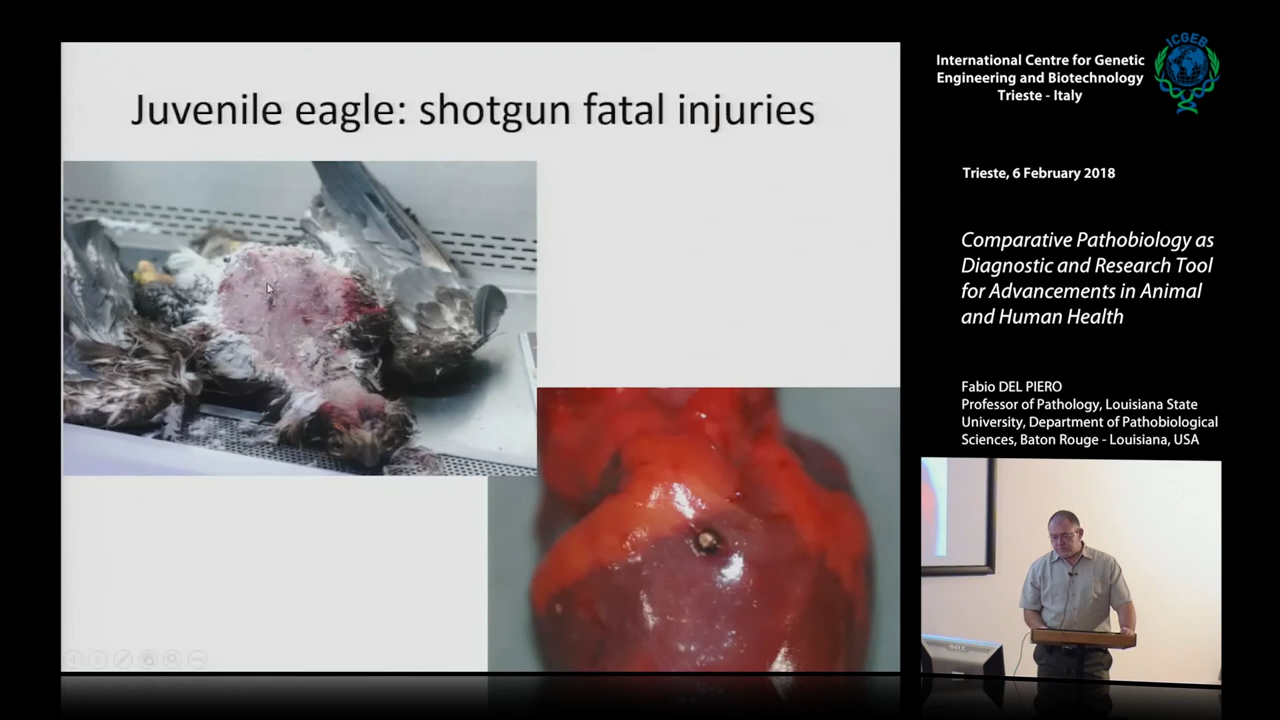 Juvenile eagle: shotgun fatal injuries
International Centre for Genetic
Engineering and Biotechnology
Trieste - Italy
ICGEB
Trieste, 6 February 2018
Comparative Pathobiology as
Diagnostic and Research Tool
for Advancements in Animal
and Human Health
Fabio DEL PIERO
Professor of Pathology, Louisiana State
University, Department of Pathobiological
Sciences, Baton Rouge - Louisiana, USA
DELL